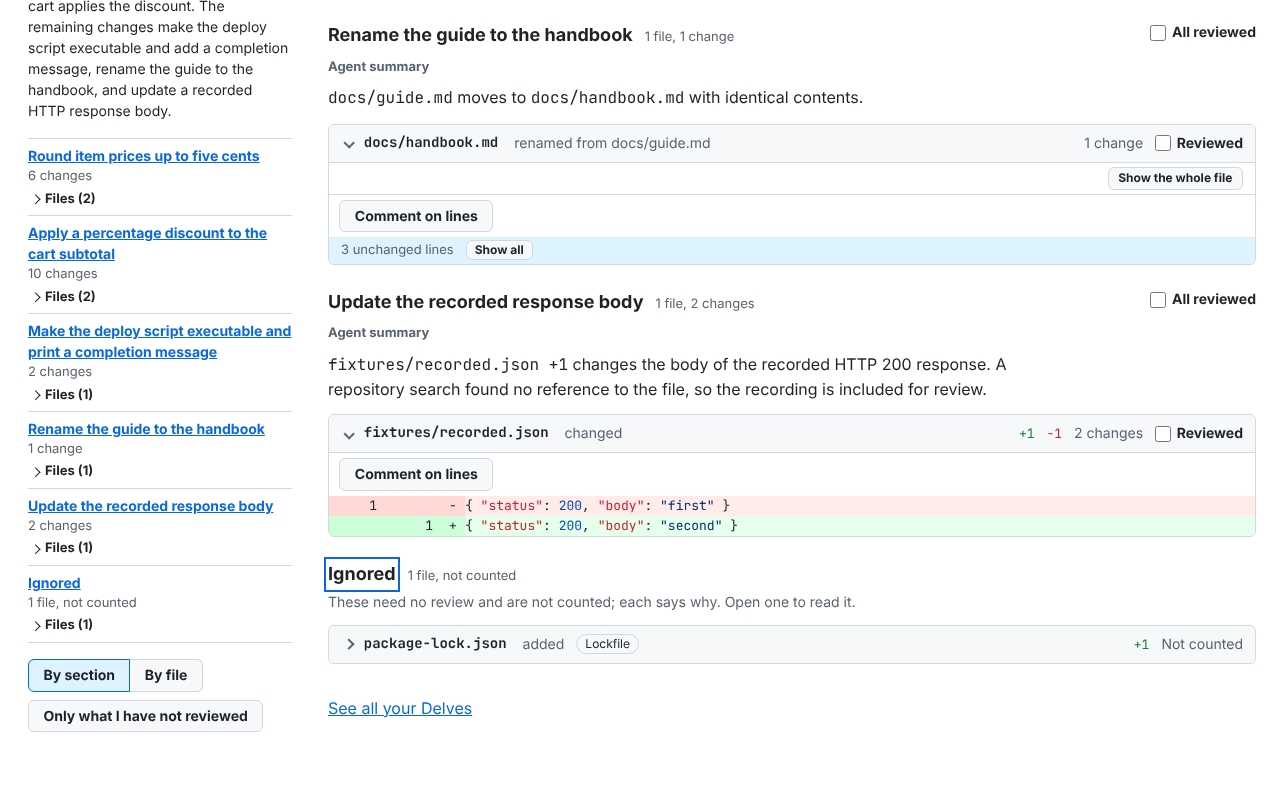 cart applies the discount. The
remaining changes make the deploy
script executable and add a completion
message, rename the guide to the
handbook, and update a recorded
HTTP response body.
Round item prices up to five cents
6 changes
Files (2)
Apply a percentage discount to the
cart subtotal
10 changes
Files (2)
Make the deploy script executable and
print a completion message
2 changes
Files (1)
Rename the guide to the handbook
1 change
Files (1)
Update the recorded response body
2 changes
Files (1)
Ignored
1 file, not counted
Files (1)
By section By file
Only what I have not reviewed
Rename the guide to the handbook 1 file, 1 change All reviewed
Agent summary
docs/guide.md moves to docs/handbook.md with identical contents.
docs/handbook.md renamed from docs/guide.md 1 change Reviewed
Show the whole file
Comment on lines
3 unchanged lines Show all
Update the recorded response body 1 file, 2 changes All reviewed
Agent summary
fixtures/recorded.json +1 changes the body of the recorded HTTP 200 response. A
repository search found no reference to the file, so the recording is included for review.
fixtures/recorded.json changed +1 -1 2 changes Reviewed
Comment on lines
1 - { "status": 200, "body": "first" }
1 + { "status": 200, "body": "second" }
Ignored 1 file, not counted
These need no review and are not counted; each says why. Open one to read it.
package-lock.json added Lockfile +1 Not counted
See all your Delves